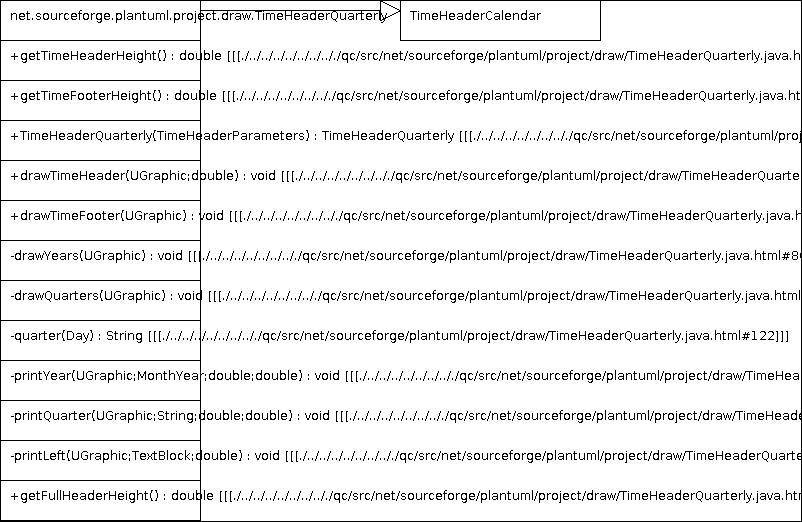 net.sourceforge.plantuml.project.draw.TimeHeaderQuarterly
TimeHeaderCalendar
+getTimeHeaderHeight() : double [[[./../../../../../../../qc/src/net/sourceforge/plantuml/project/draw/TimeHeaderQuarterly.java.h
+getTimeFooterHeight() : double [[[./../../../../../../../qc/src/net/sourceforge/plantuml/project/draw/TimeHeaderQuarterly.java.ht
+TimeHeaderQuarterly(TimeHeaderParameters) : TimeHeaderQuarterly [[[./../../../../../../../qc/src/net/sourceforge/plantuml/proj
+drawTimeHeader(UGraphic;double) : void [[[./../../../../../../../qc/src/net/sourceforge/plantuml/project/draw/TimeHeaderQuarte
+drawTimeFooter(UGraphic) : void [[[./../../../../../../../qc/src/net/sourceforge/plantuml/project/draw/TimeHeaderQuarterly.java.h
-drawYears(UGraphic) : void [[[./../../../../../../../qc/src/net/sourceforge/plantuml/project/draw/TimeHeaderQuarterly.java.html#8
-drawQuarters(UGraphic) : void [[[./../../../../../../../qc/src/net/sourceforge/plantuml/project/draw/TimeHeaderQuarterly.java.html
-quarter(Day) : String [[[./../../../../../../../qc/src/net/sourceforge/plantuml/project/draw/TimeHeaderQuarterly.java.html#122]]]
-printYear(UGraphic;MonthYear;double;double) : void [[[./../../../../../../../qc/src/net/sourceforge/plantuml/project/draw/TimeHea
-printQuarter(UGraphic;String;double;double) : void [[[./../../../../../../../qc/src/net/sourceforge/plantuml/project/draw/TimeHeade
-printLeft(UGraphic;TextBlock;double) : void [[[./../../../../../../../qc/src/net/sourceforge/plantuml/project/draw/TimeHeaderQuarte
+getFullHeaderHeight() : double [[[./../../../../../../../qc/src/net/sourceforge/plantuml/project/draw/TimeHeaderQuarterly.java.htm